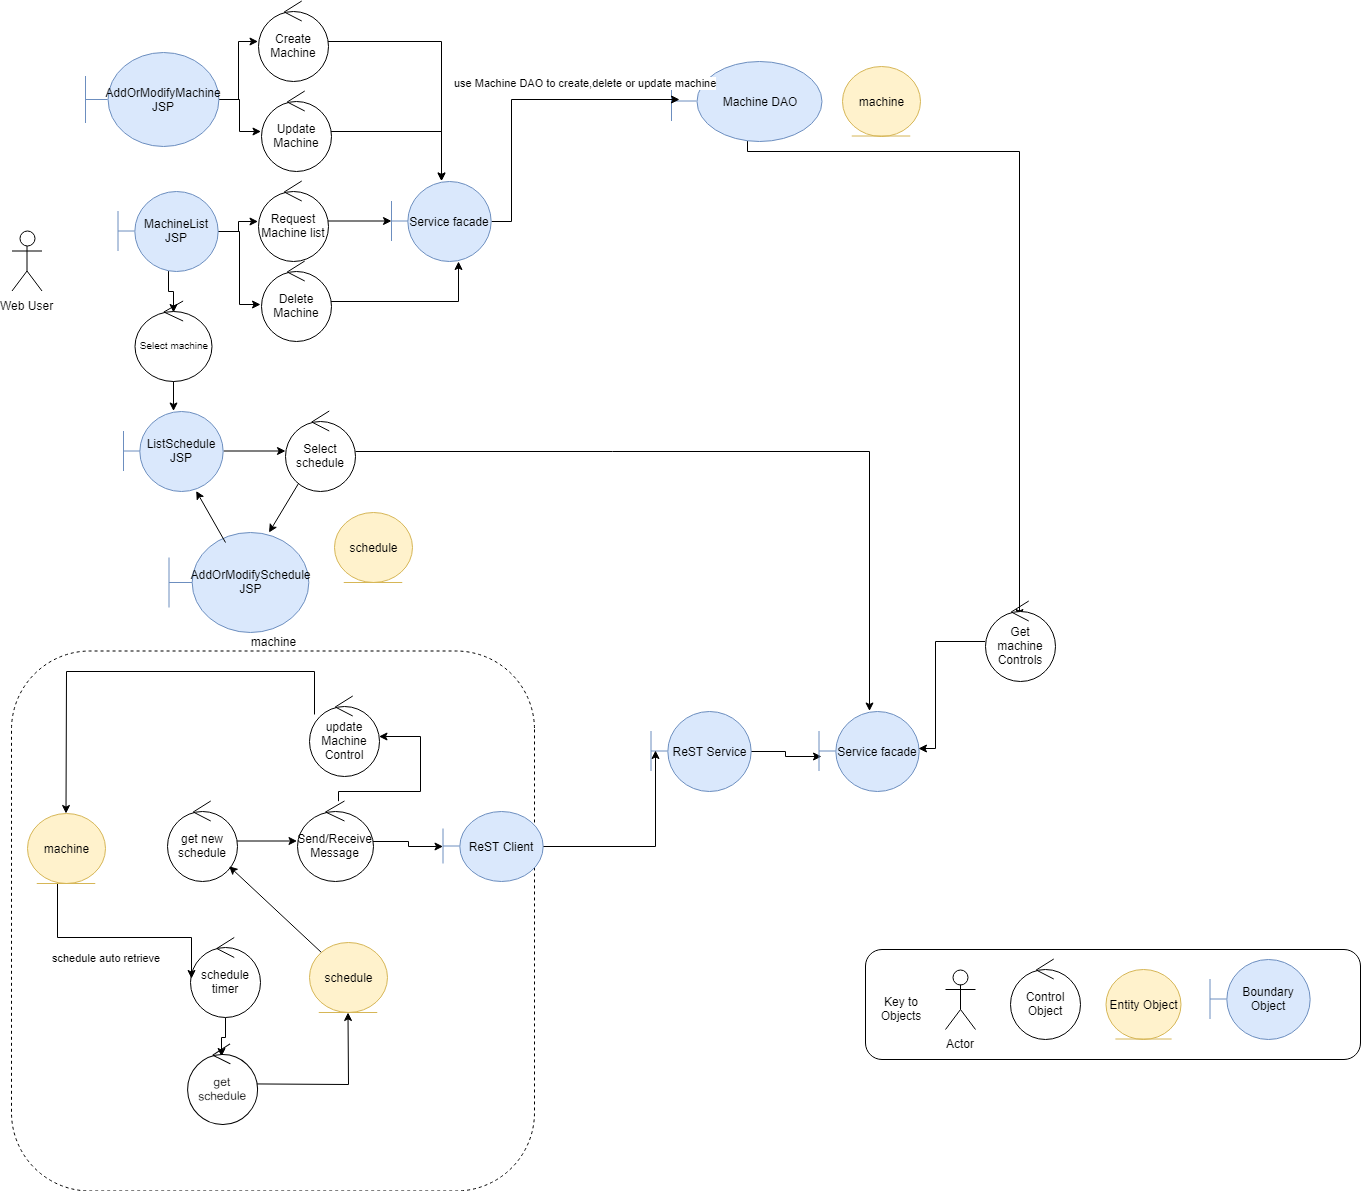 Create
Machine
use Machine DAO to create,delete or update machine
AddOrModifyMachine
JSP
Machine DAO
machine
Update
Machine
MachineList
JSP
Request
Machine list
Service facade
Web User
Delete
Machine
Select machine
ListSchedule
JSP
Select
schedule
schedule
AddOrModifySchedule
JSP
machine
Get
machine
Controls
update
Machine
Control
ReST Service
Service facade
machine
get new
schedule
Send/Receive
Message
ReST Client
schedule auto retrieve
schedule
timer
schedule
get
schedule
Key to
Objects
Actor
Control
Object
Entity Object
Boundary
Object